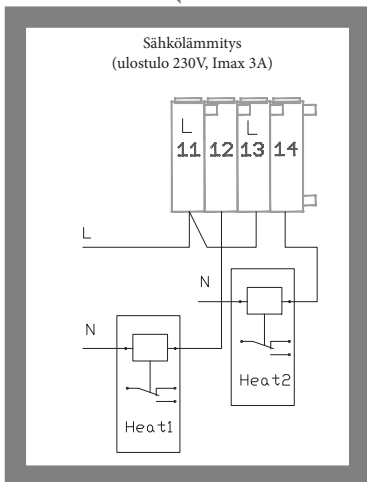 Sähkölämmitys
(ulostulo 230V, Imax 3A)
L L
11 12 13 14
L
N
N
Heat2
Heat1